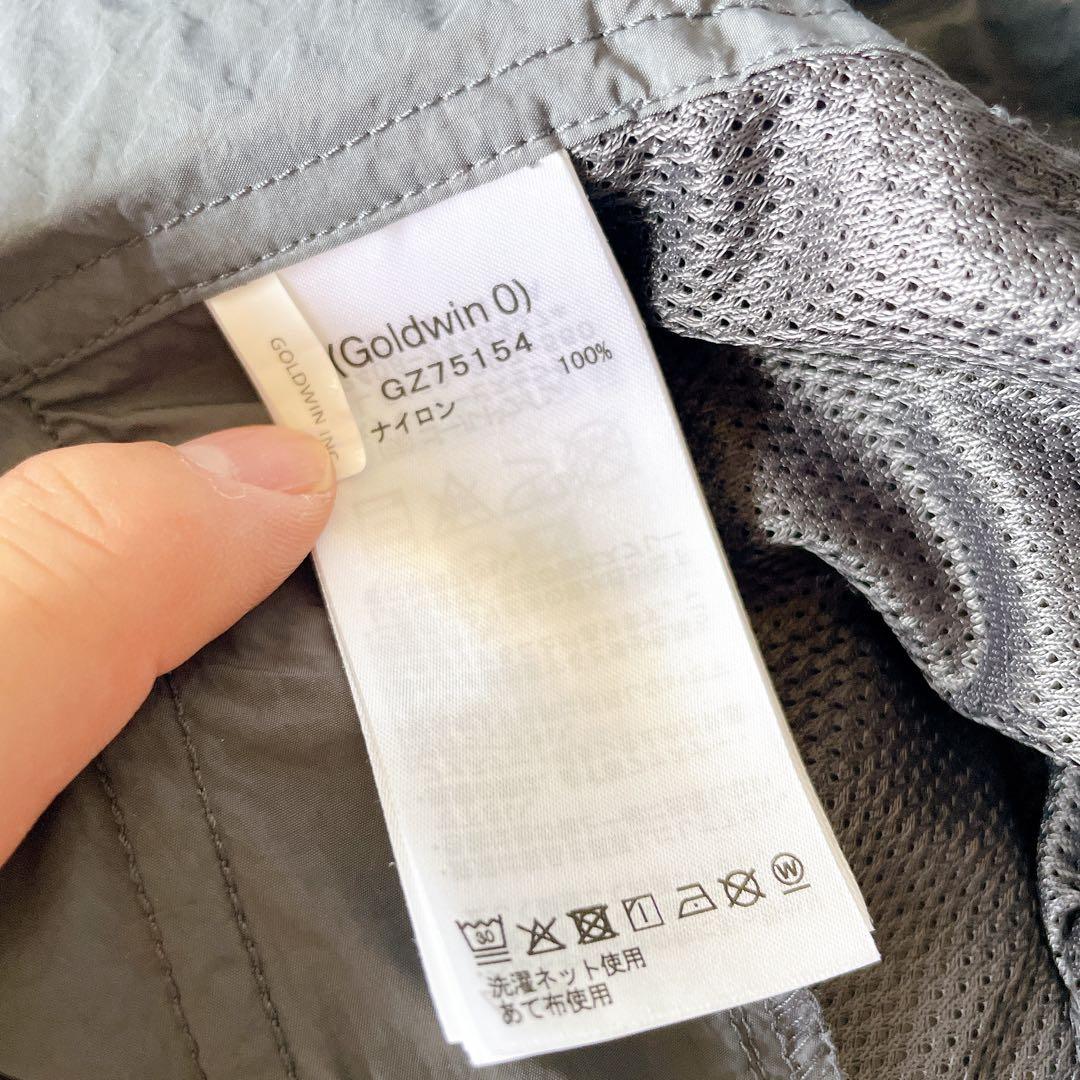 GOLDWIN INC
(Goldwin 0)
GZ75154
ナイロン 100%
30
W
洗濯ネット使用
あて布使用